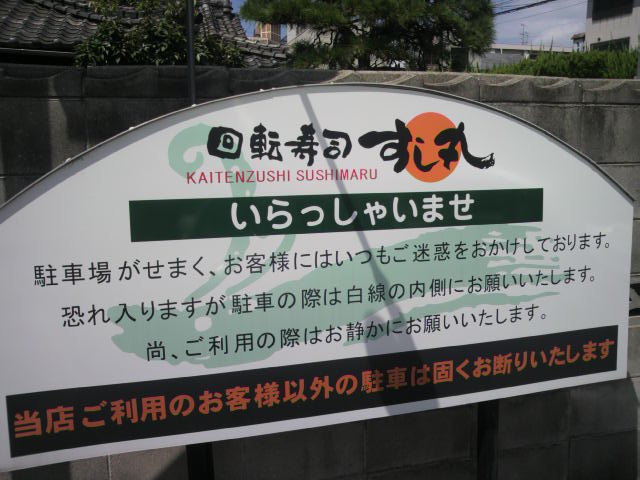 回転寿司 すし丸
KAITENZUSHI SUSHIMARU
いらっしゃいませ
駐車場がせまく、お客様にはいつもご迷惑をおかけしております。
恐れ入りますが駐車の際は白線の内側にお願いいたします。
尚、ご利用の際はお静かにお願いいたします。
当店ご利用のお客様以外の駐車は固くお断りいたします